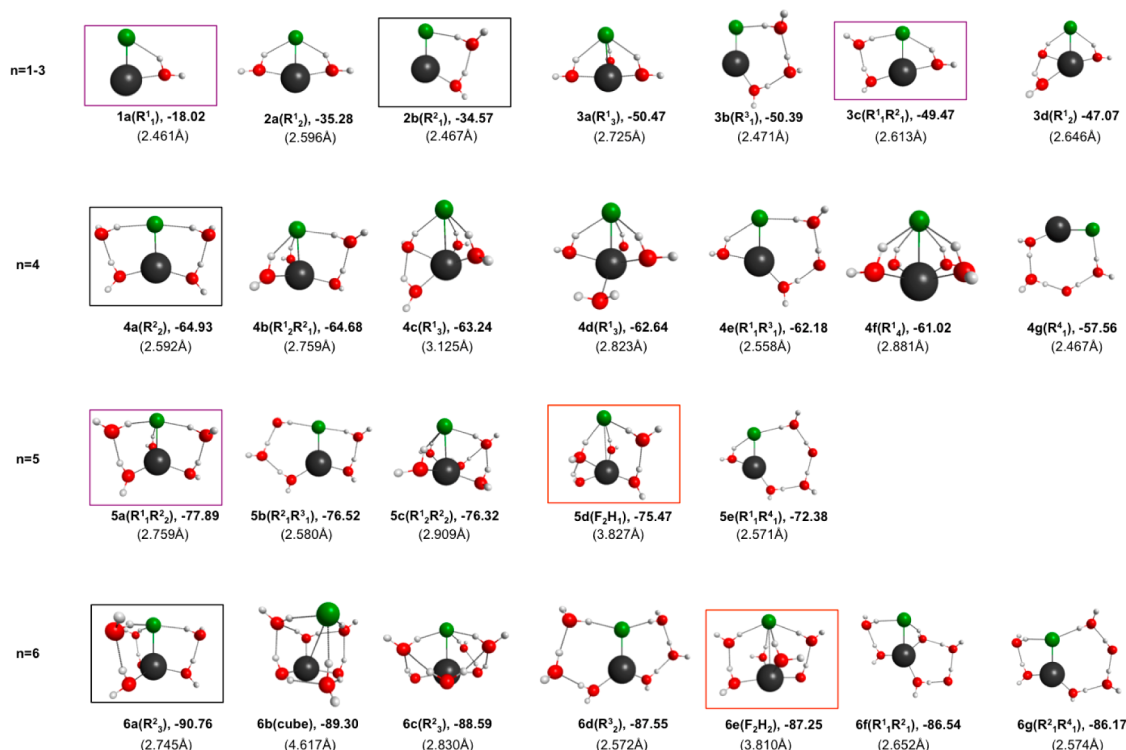 n=1-3
1a(R¹₁), -18.02 2a(R¹₂), -35.28 2b(R²₁), -34.57 3a(R¹₃), -50.47 3b(R³₁), -50.39 3c(R¹₁R²₁), -49.47 3d(R¹₂), -47.07
(2.461Å) (2.596Å) (2.467Å) (2.725Å) (2.471Å) (2.613Å) (2.646Å)
n=4
4a(R²₂), -64.93 4b(R¹₂R²₁), -64.68 4c(R¹₃), -63.24 4d(R¹₃), -62.64 4e(R¹₁R³₁), -62.18 4f(R¹₄), -61.02 4g(R⁴₁), -57.56
(2.592Å) (2.759Å) (3.125Å) (2.823Å) (2.558Å) (2.881Å) (2.467Å)
n=5
5a(R¹₁R²₂), -77.89 5b(R²₁R³₁), -76.52 5c(R¹₂R²₂), -76.32 5d(F₂H₁), -75.47 5e(R¹₁R⁴₁), -72.38
(2.759Å) (2.580Å) (2.909Å) (3.827Å) (2.571Å)
n=6
6a(R²₃), -90.76 6b(cube), -89.30 6c(R²₃), -88.59 6d(R³₂), -87.55 6e(F₂H₂), -87.25 6f(R¹₁R²₁), -86.54 6g(R²₁R⁴₁), -86.17
(2.745Å) (4.617Å) (2.830Å) (2.572Å) (3.810Å) (2.652Å) (2.574Å)